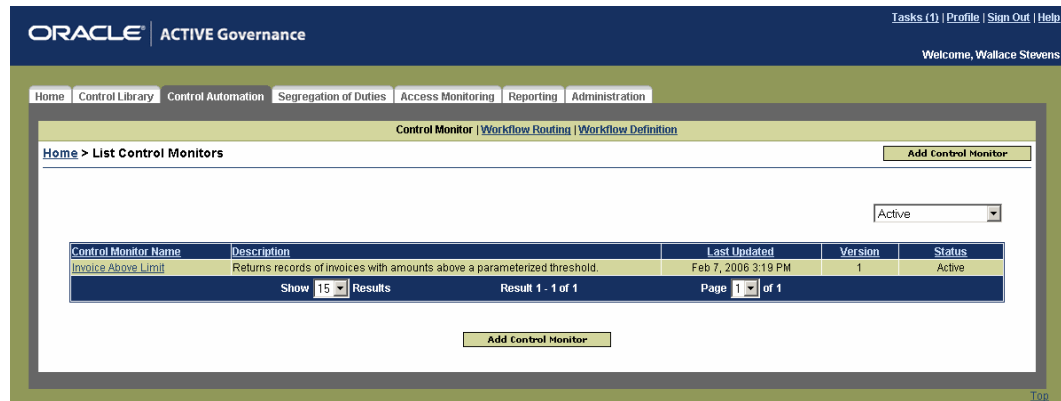 Tasks (1) | Profile | Sign Out | Help
ORACLE® | ACTIVE Governance
Welcome, Wallace Stevens
Home Control Library Control Automation Segregation of Duties Access Monitoring Reporting Administration
Control Monitor | Workflow Routing | Workflow Definition
Home > List Control Monitors Add Control Monitor
Active
Control Monitor Name Description Last Updated Version Status
Invoice Above Limit Returns records of invoices with amounts above a parameterized threshold. Feb 7, 2006 3:19 PM 1 Active
Show 15 Results Result 1 - 1 of 1 Page 1 of 1
Add Control Monitor
Top